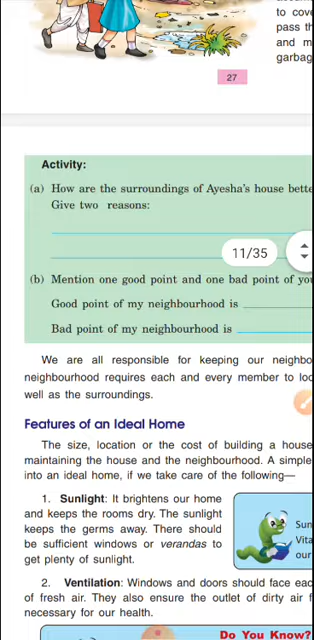 to cov
pass th
and m
garbag
27
Activity:
(a) How are the surroundings of Ayesha's house bette
Give two reasons:
11/35
(b) Mention one good point and one bad point of yo
Good point of my neighbourhood is
Bad point of my neighbourhood is
We are all responsible for keeping our neighbo
neighbourhood requires each and every member to loo
well as the surroundings.
Features of an Ideal Home
The size, location or the cost of building a house
maintaining the house and the neighbourhood. A simple
into an ideal home, if we take care of the following—
1. Sunlight: It brightens our home
and keeps the rooms dry. The sunlight
keeps the germs away. There should
be sufficient windows or verandas to
get plenty of sunlight.
Sun
Vita
our
2. Ventilation: Windows and doors should face eac
of fresh air. They also ensure the outlet of dirty air f
necessary for our health.
Do You Know?